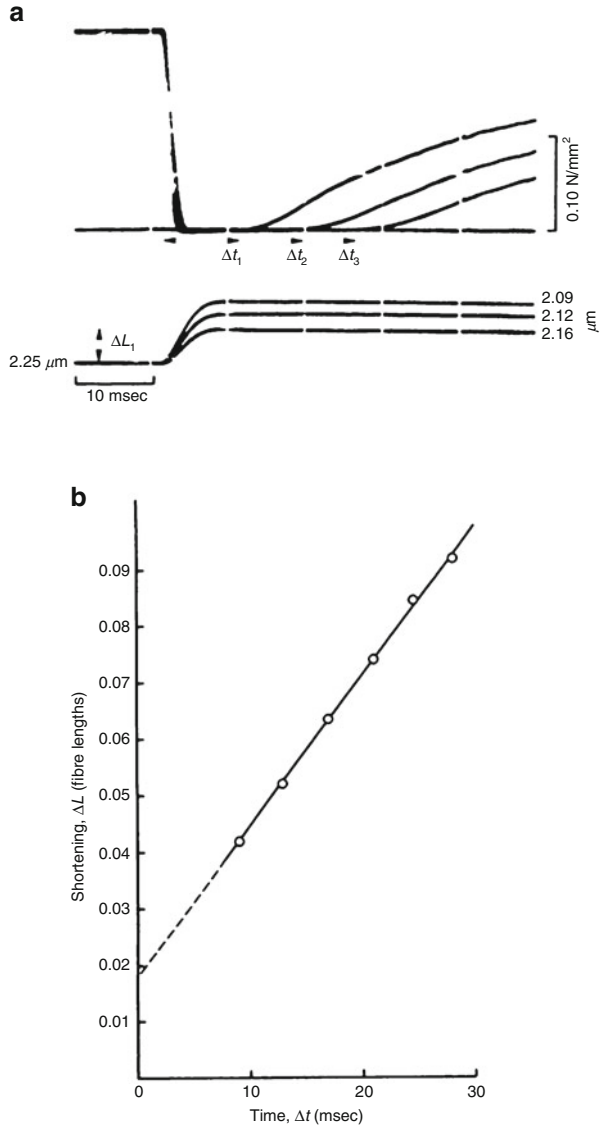 a
0.10 N/mm²
Δt₁
Δt₂
Δt₃
2.09
2.12
2.16
μm
ΔL₁
2.25 μm
10 msec
b
0.09
0.08
0.07
0.06
0.05
0.04
0.03
0.02
0.01
Shortening, ΔL (fibre lengths)
0
10
20
30
Time, Δt (msec)